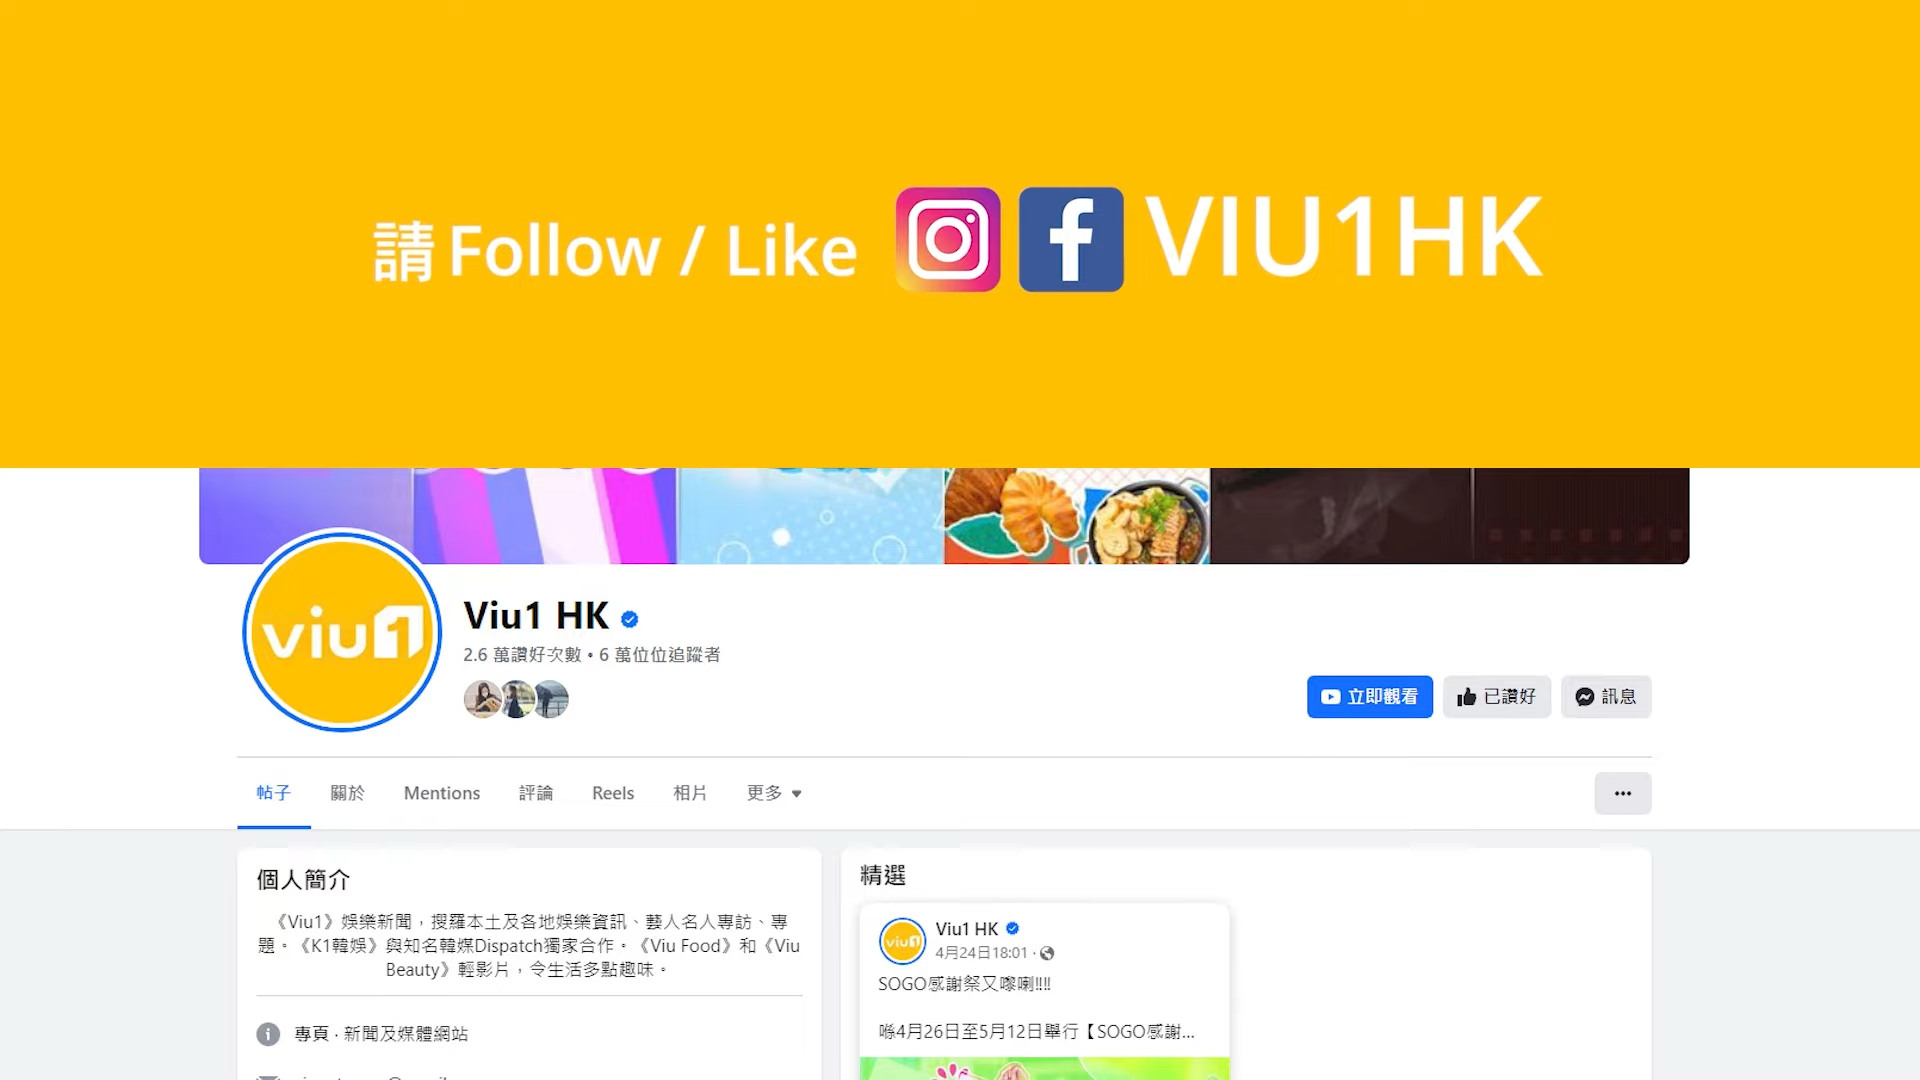 請 Follow / Like VIU1HK
viu1
Viu1 HK
2.6 萬讚好次數 • 6 萬位位追蹤者
立即觀看 已讚好 訊息
帖子 關於 Mentions 評論 Reels 相片 更多
個人簡介
《Viu1》娛樂新聞，搜羅本土及各地娛樂資訊、藝人名人專訪、專
題。《K1韓娛》與知名韓媒Dispatch獨家合作。《Viu Food》和《Viu
Beauty》輕影片，令生活多點趣味。
專頁 · 新聞及媒體網站
精選
viu1
Viu1 HK
4月24日18:01 ·
SOGO感謝祭又嚟喇!!!!
喺4月26日至5月12日舉行【SOGO感謝...